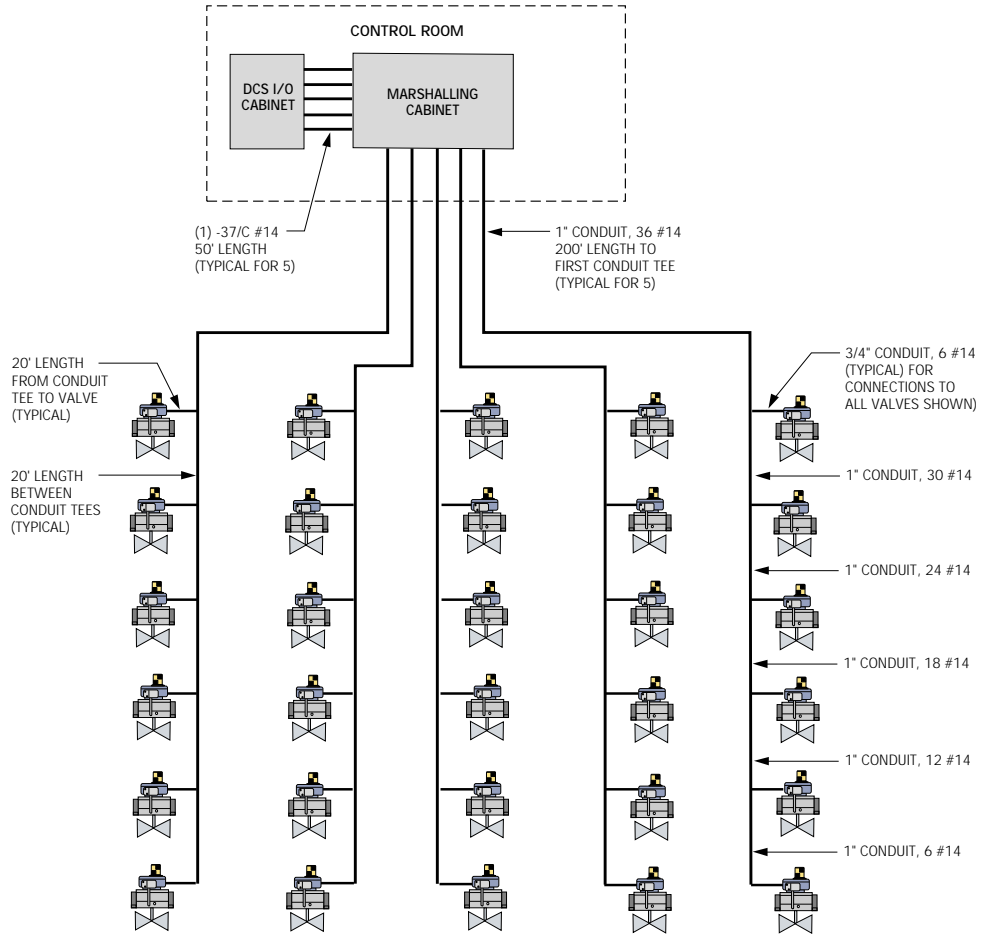 CONTROL ROOM
DCS I/O
CABINET
MARSHALLING
CABINET
(1) -37/C #14
50' LENGTH
(TYPICAL FOR 5)
1" CONDUIT, 36 #14
200' LENGTH TO
FIRST CONDUIT TEE
(TYPICAL FOR 5)
20' LENGTH
FROM CONDUIT
TEE TO VALVE
(TYPICAL)
3/4" CONDUIT, 6 #14
(TYPICAL) FOR
CONNECTIONS TO
ALL VALVES SHOWN)
20' LENGTH
BETWEEN
CONDUIT TEES
(TYPICAL)
1" CONDUIT, 30 #14
1" CONDUIT, 24 #14
1" CONDUIT, 18 #14
1" CONDUIT, 12 #14
1" CONDUIT, 6 #14